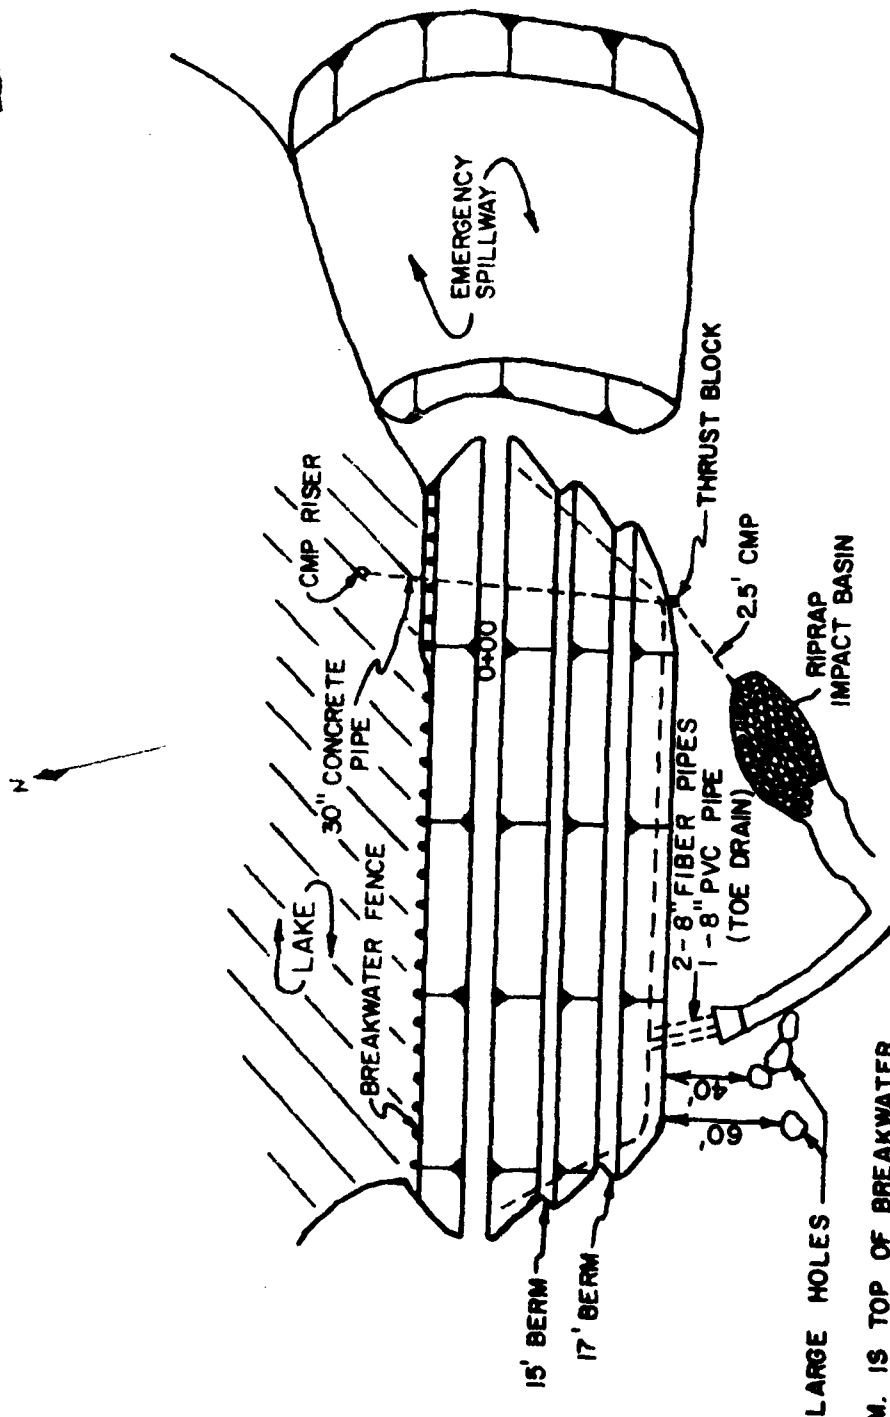 N
EMERGENCY
SPILLWAY
CMP RISER
30" CONCRETE
PIPE
LAKE
BREAKWATER FENCE
0+00
THRUST BLOCK
2.5' CMP
RIPRAP
IMPACT BASIN
2-8" FIBER PIPES
1-8" PVC PIPE
(TOE DRAIN)
40'
60'
15' BERM
17' BERM
LARGE HOLES
M. IS TOP OF BREAKWATER